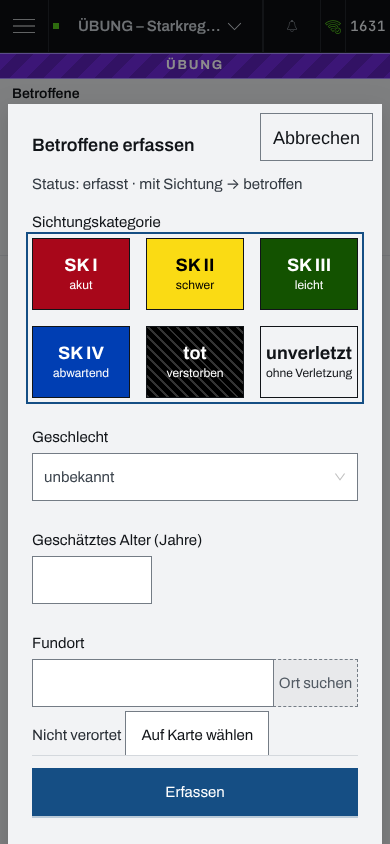 ÜBUNG – Starkreg...
1631
ÜBUNG
Betroffene
Betroffene erfassen
Abbrechen
Status: erfasst · mit Sichtung → betroffen
Sichtungskategorie
SK I
akut
SK II
schwer
SK III
leicht
SK IV
abwartend
tot
verstorben
unverletzt
ohne Verletzung
Geschlecht
unbekannt
Geschätztes Alter (Jahre)
Fundort
Ort suchen
Nicht verortet
Auf Karte wählen
Erfassen